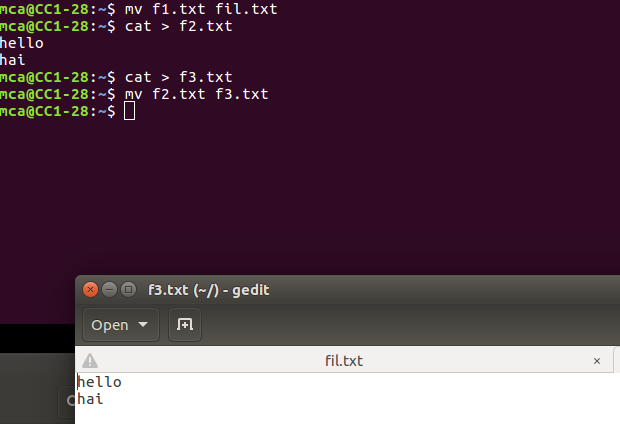 mca@CC1-28:~$ mv f1.txt fil.txt
mca@CC1-28:~$ cat > f2.txt
hello
hai
mca@CC1-28:~$ cat > f3.txt
mca@CC1-28:~$ mv f2.txt f3.txt
mca@CC1-28:~$
f3.txt (~/) - gedit
Open
fil.txt ×
hello
hai